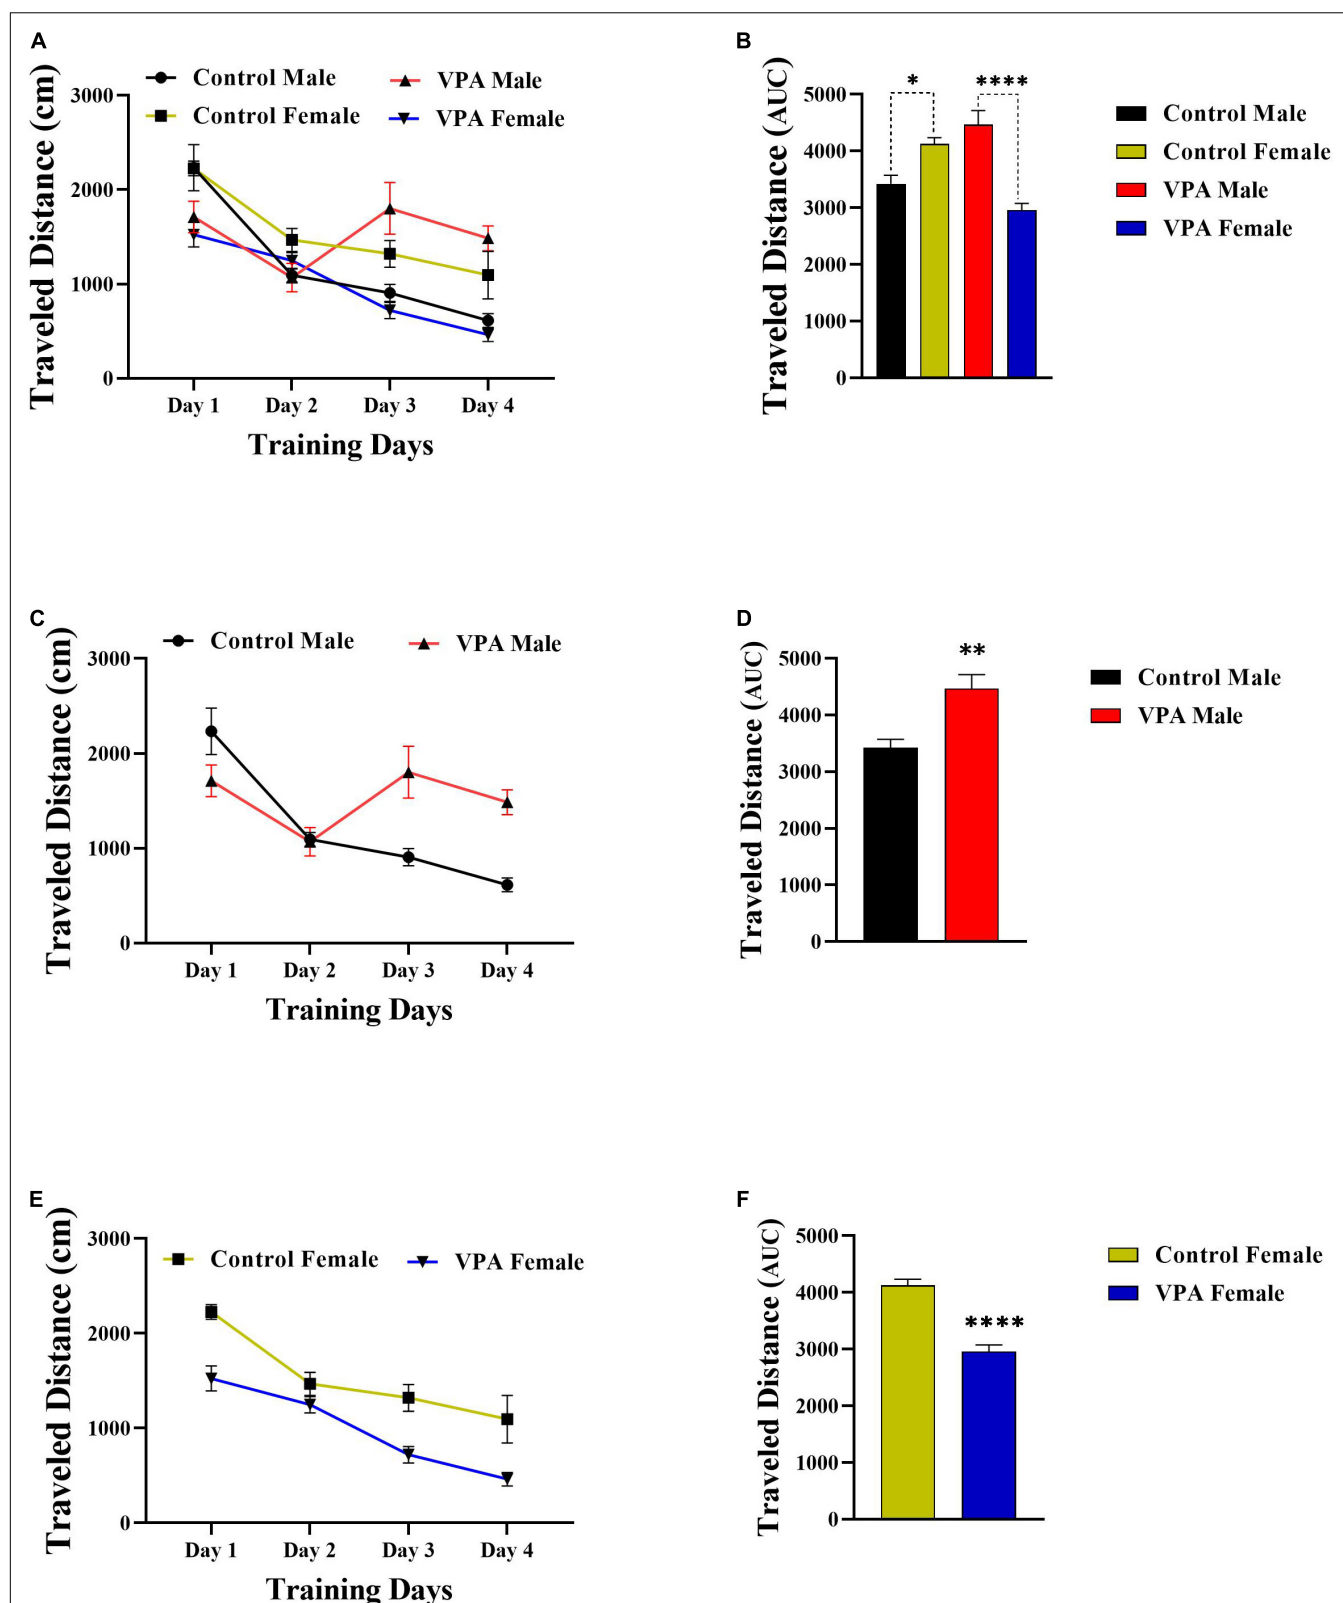 A
Control Male
VPA Male
Control Female
VPA Female
Traveled Distance (cm)
3000
2000
1000
0
Day 1 Day 2 Day 3 Day 4
Training Days
B
* ****
Traveled Distance (AUC)
5000
4000
3000
2000
1000
0
Control Male
Control Female
VPA Male
VPA Female
C
Control Male VPA Male
Traveled Distance (cm)
3000
2000
1000
0
Day 1 Day 2 Day 3 Day 4
Training Days
D
**
Traveled Distance (AUC)
5000
4000
3000
2000
1000
0
Control Male
VPA Male
E
Control Female VPA Female
Traveled Distance (cm)
3000
2000
1000
0
Day 1 Day 2 Day 3 Day 4
Training Days
F
****
Traveled Distance (AUC)
5000
4000
3000
2000
1000
0
Control Female
VPA Female